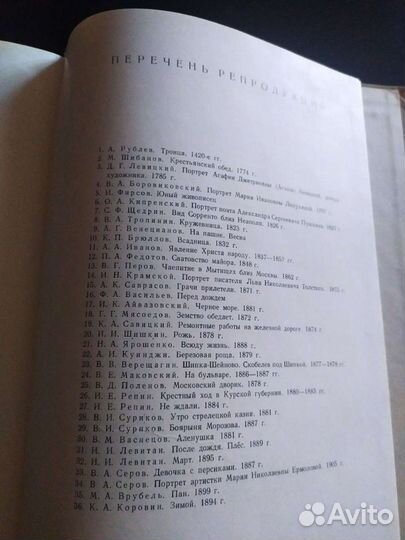 ПЕРЕЧЕНЬ РЕПРОДУКЦИЙ
1. А. Рублев. Троица. 1420-е гг.
2. М. Шибанов. Крестьянский обед. 1774 г.
3. Д. Г. Левицкий. Портрет Агафии Дмитриевны (Агаши) Левицкой, дочери
художника. 1785 г.
4. В. А. Боровиковский. Портрет Марии Ивановны Лопухиной. 1797 г.
5. И. Фирсов. Юный живописец
6. О. А. Кипренский. Портрет поэта Александра Сергеевича Пушкина. 1827 г.
7. С. Ф. Щедрин. Вид Сорренто близ Неаполя. 1826 г.
8. В. А. Тропинин. Кружевница. 1823 г.
9. А. Г. Венецианов. На пашне. Весна
10. К. П. Брюллов. Всадница. 1832 г.
11. А. А. Иванов. Явление Христа народу. 1837—1857 гг.
12. П. А. Федотов. Сватовство майора. 1848 г.
13. В. Г. Перов. Чаепитие в Мытищах близ Москвы. 1862 г.
14. И. Н. Крамской. Портрет писателя Льва Николаевича Толстого. 1873 г.
15. А. К. Саврасов. Грачи прилетели. 1871 г.
16. Ф. А. Васильев. Перед дождем
17. И. К. Айвазовский. Черное море. 1881 г.
18. Г. Г. Мясоедов. Земство обедает. 1872 г.
19. К. А. Савицкий. Ремонтные работы на железной дороге. 1874 г.
20. И. И. Шишкин. Рожь. 1878 г.
21. Н. А. Ярошенко. Всюду жизнь. 1888 г.
22. А. И. Куинджи. Березовая роща. 1879 г.
23. В. В. Верещагин. Шипка-Шейново. Скобелев под Шипкой. 1877—1878 гг.
24. В. Е. Маковский. На бульваре. 1886—1887 гг.
25. В. Д. Поленов. Московский дворик. 1878 г.
26. И. Е. Репин. Крестный ход в Курской губернии. 1880—1883 гг.
27. И. Е. Репин. Не ждали. 1884 г.
28. В. И. Суриков. Утро стрелецкой казни. 1881 г.
29. В. И. Суриков. Боярыня Морозова. 1887 г.
30. В. М. Васнецов. Аленушка. 1881 г.
31. И. И. Левитан. После дождя. Плёс. 1889 г
32. И. И. Левитан. Март. 1895 г.
33. В. А. Серов. Девочка с персиками. 1887 г.
34. В. А. Серов. Портрет артистки Марии Николаевны Ермоловой. 1905 г.
35. М. А. Врубель. Пан. 1899 г.
36. К. А. Коровин. Зимой. 1894 г.
Avito